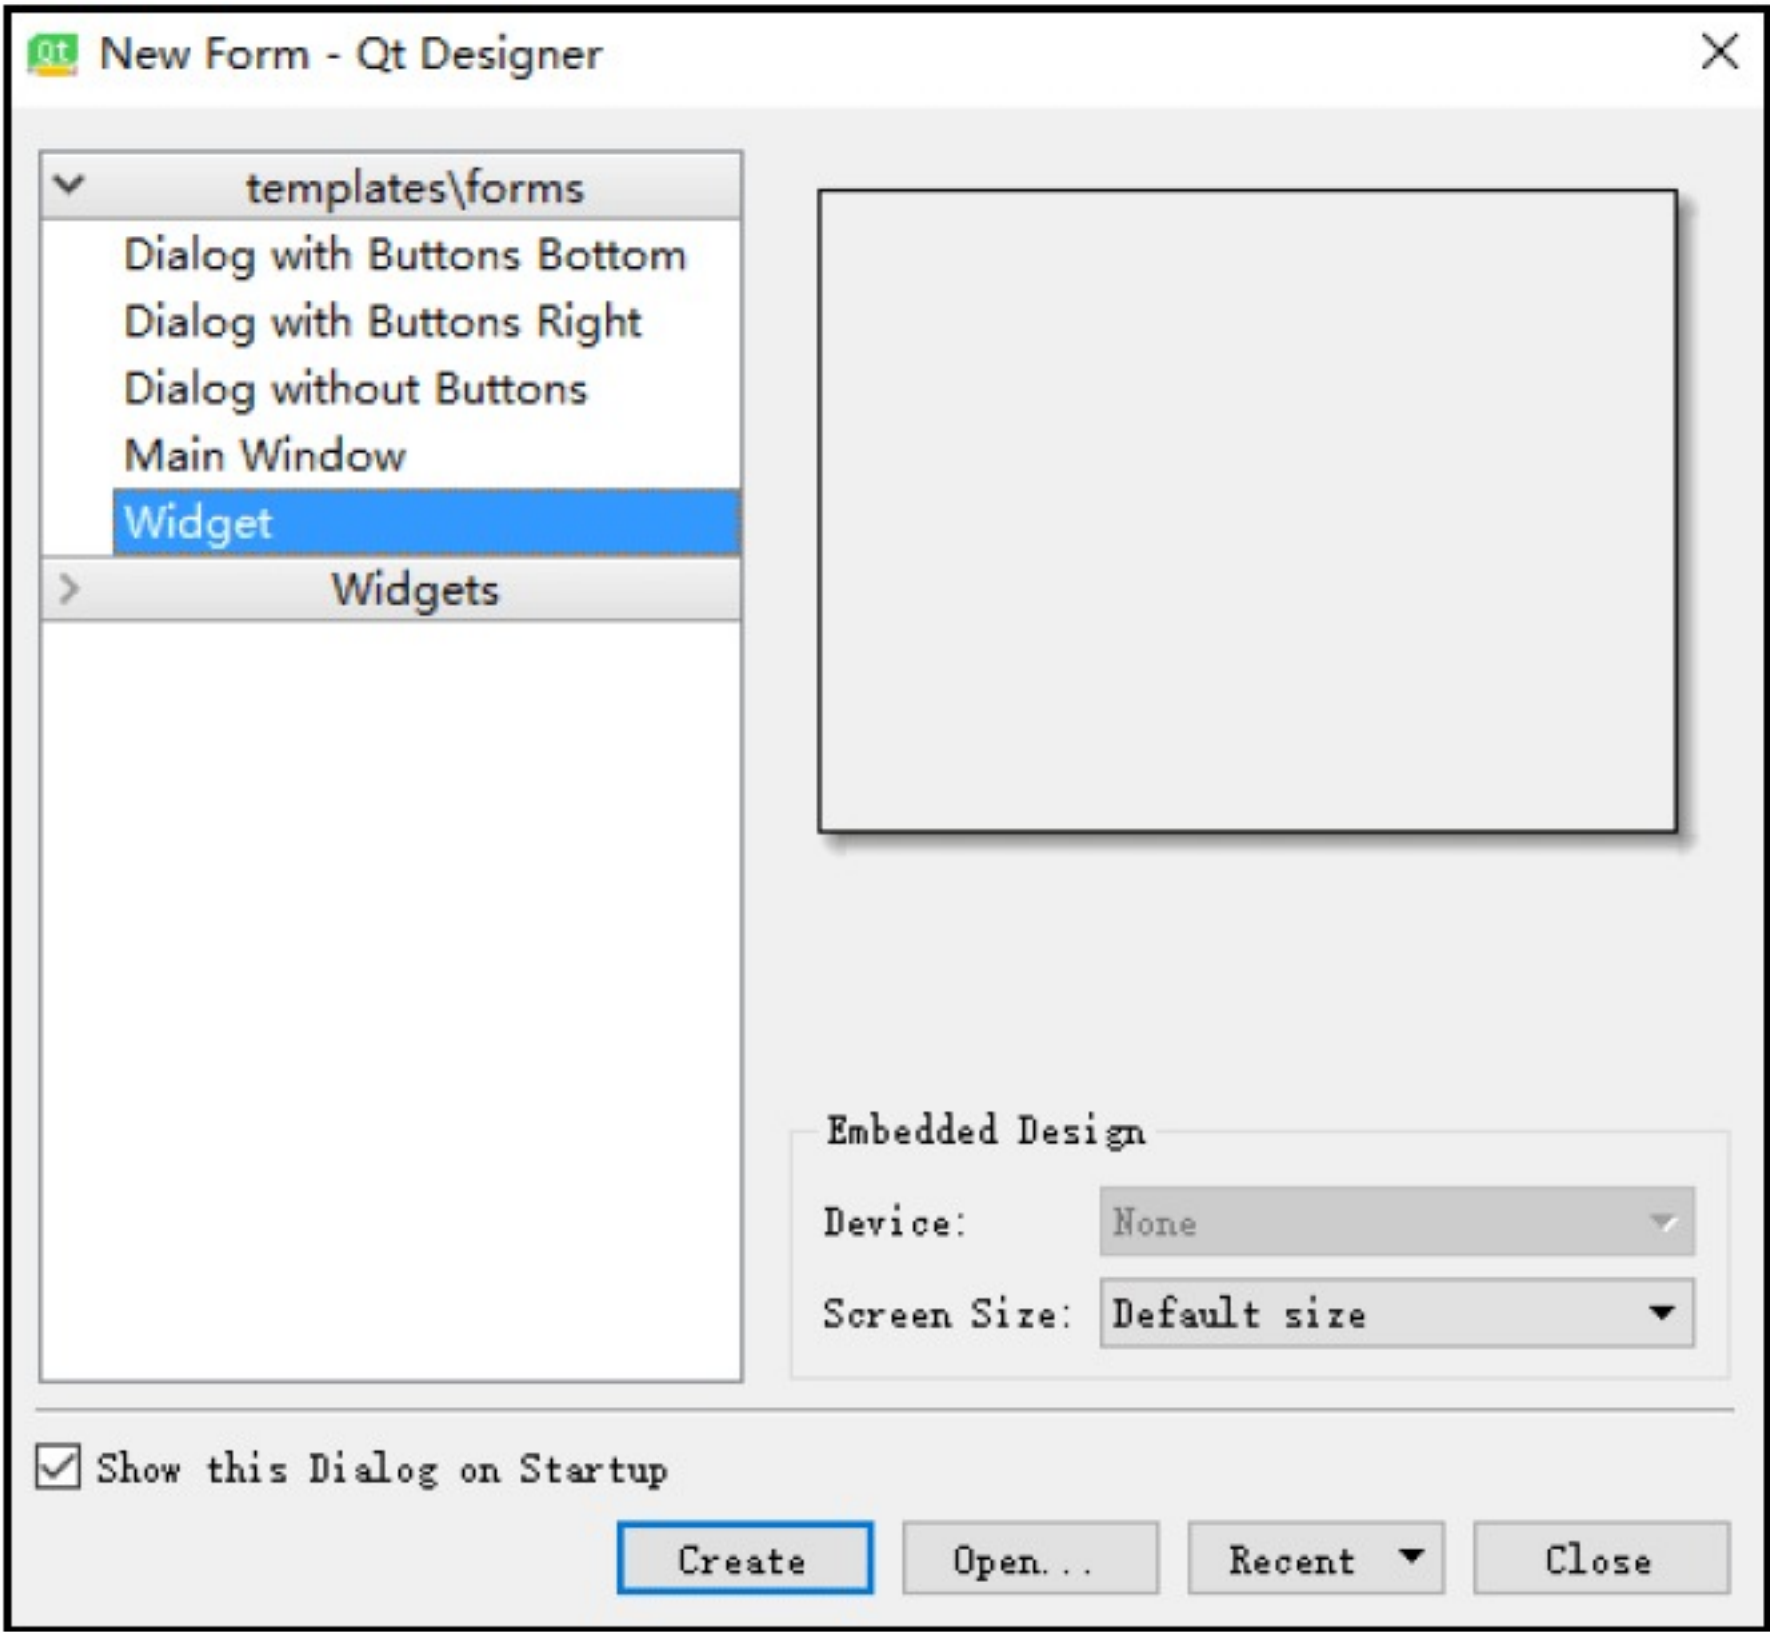 Qt New Form - Qt Designer
templates\forms
Dialog with Buttons Bottom
Dialog with Buttons Right
Dialog without Buttons
Main Window
Widget
Widgets
Embedded Design
Device: None
Screen Size: Default size
Show this Dialog on Startup
Create Open... Recent Close